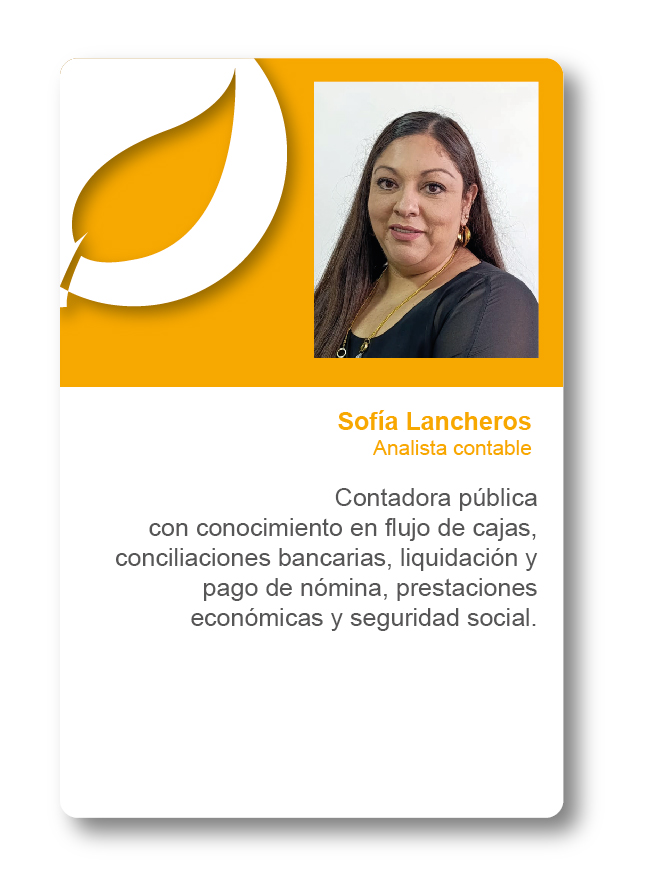 Sofía Lancheros
Analista contable
Contadora pública
con conocimiento en flujo de cajas,
conciliaciones bancarias, liquidación y
pago de nómina, prestaciones
económicas y seguridad social.